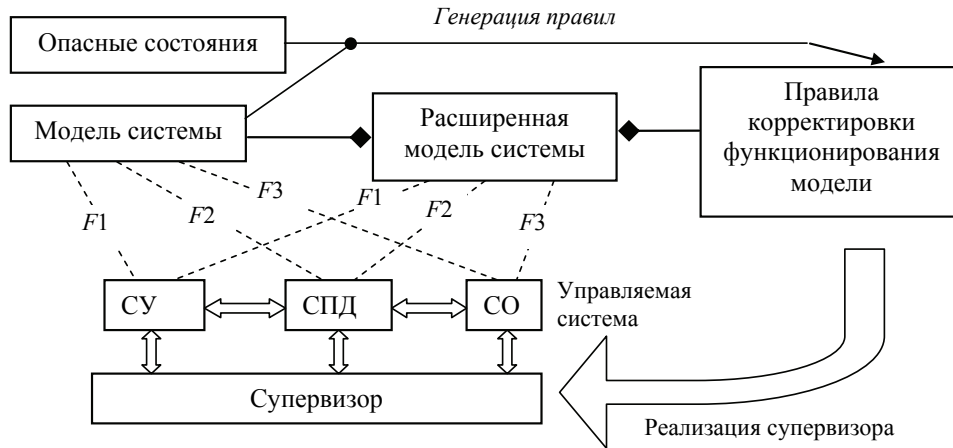 Генерация правил
Опасные состояния
Модель системы
Расширенная
модель системы
Правила
корректировки
функционирования
модели
F1
F2
F3
F1
F2
F3
СУ
СПД
СО
Управляемая
система
Супервизор
Реализация супервизора